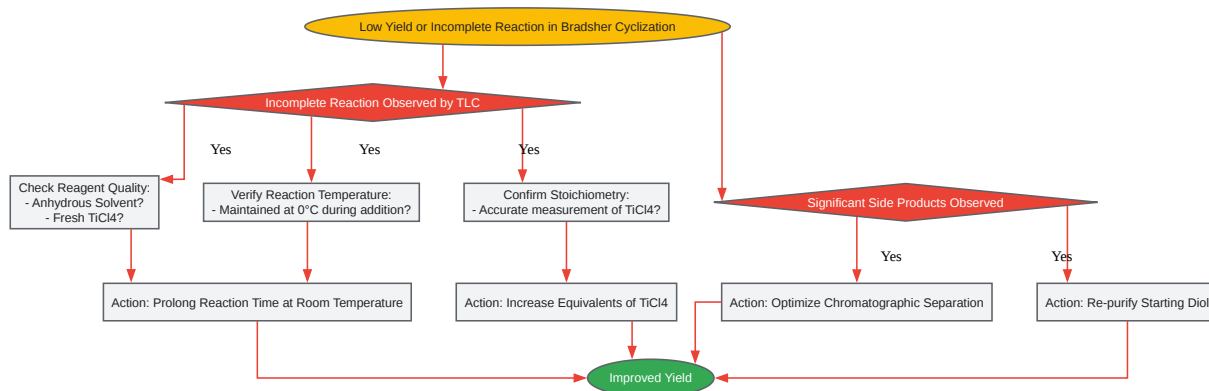 Low Yield or Incomplete Reaction in Bradsher Cyclization
Incomplete Reaction Observed by TLC
Yes
Yes
Yes
Check Reagent Quality:
- Anhydrous Solvent?
- Fresh TiCl4?
Verify Reaction Temperature:
- Maintained at 0°C during addition?
Confirm Stoichiometry:
- Accurate measurement of TiCl4?
Significant Side Products Observed
Yes
Yes
Action: Prolong Reaction Time at Room Temperature
Action: Increase Equivalents of TiCl4
Action: Optimize Chromatographic Separation
Action: Re-purify Starting Diol
Improved Yield